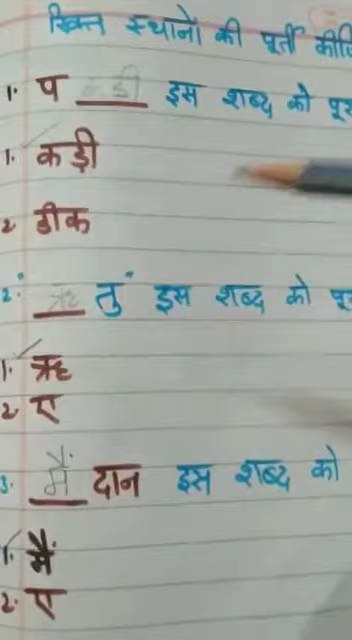 रिक्त स्थानों की पूर्ती
1. प कडी इस शब्द को
1. कड़ी
2 डीक
2. ऋ तु इस शब्द को
1. ऋ
2. ए
3. मैं दान इस शब्द को
1. मैं
2. ए